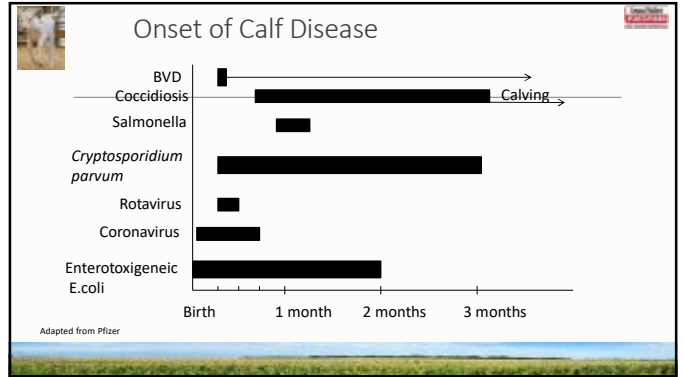 Onset of Calf Disease
BVD
Coccidiosis
Calving
Salmonella
Cryptosporidium
parvum
Rotavirus
Coronavirus
Enterotoxigeneic
E.coli
Birth
1 month
2 months
3 months
Adapted from Pfizer